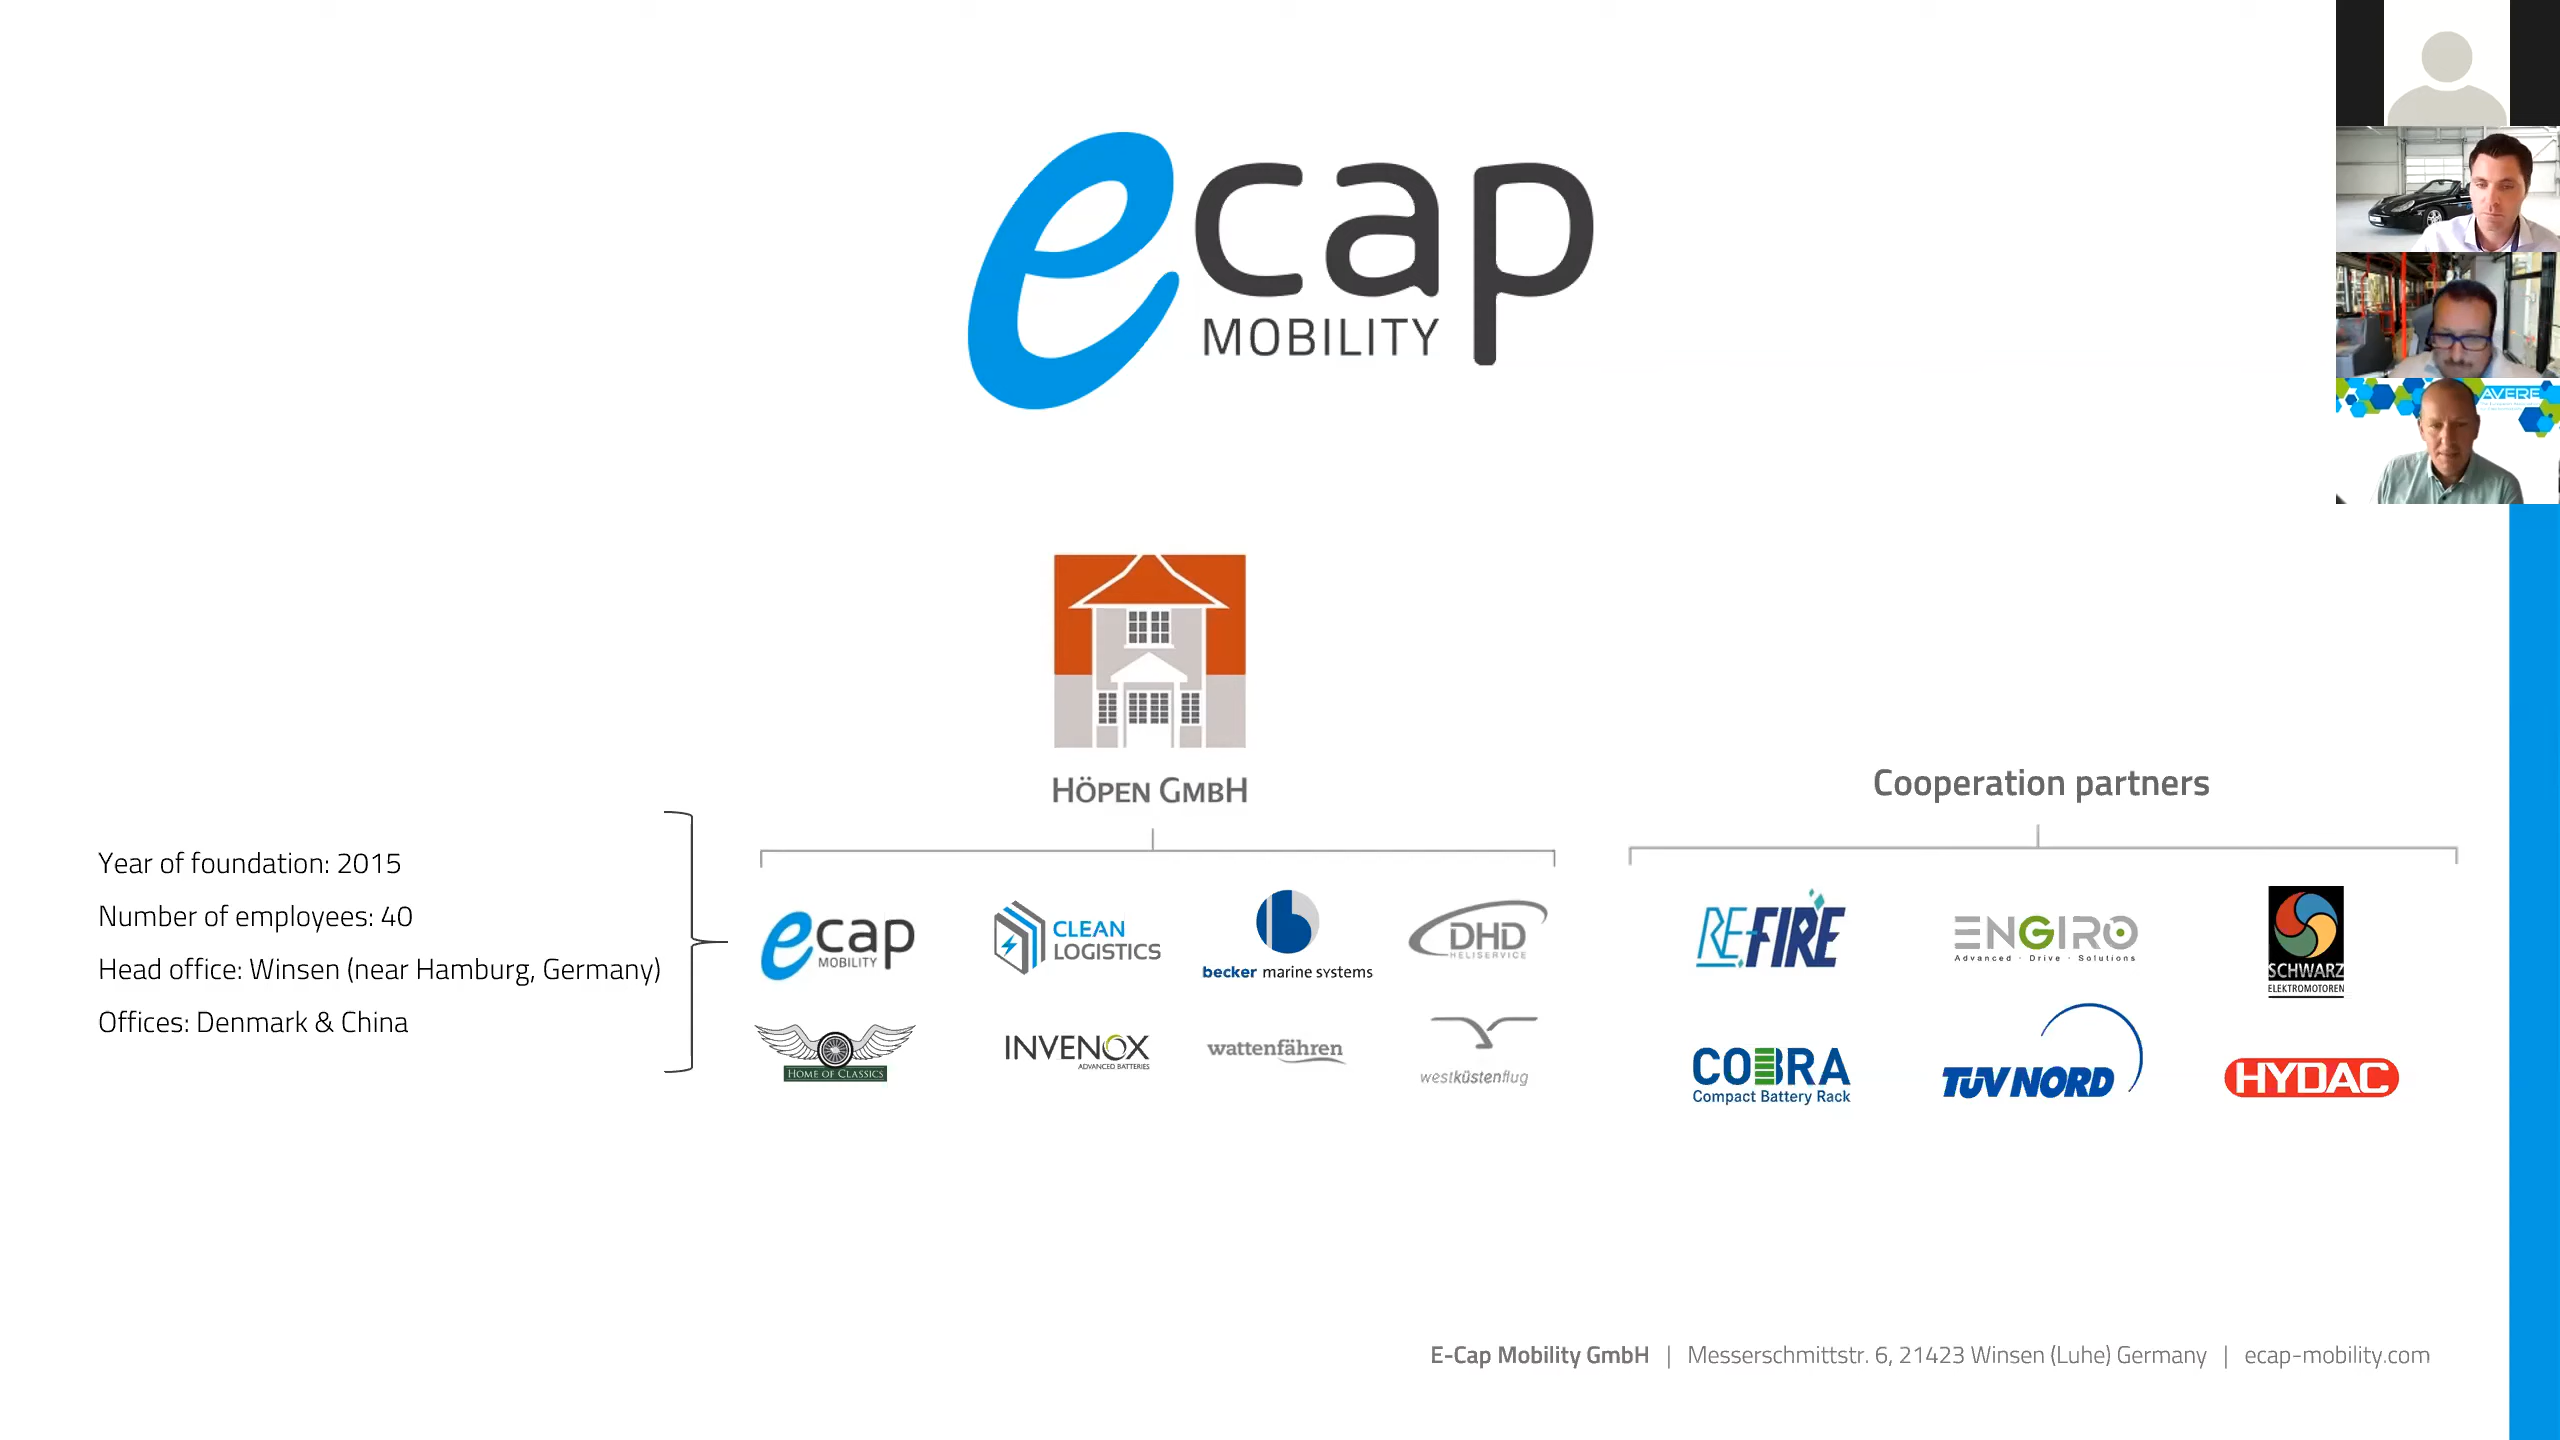 ecap
MOBILITY
AVERE
HÖPEN GMBH
Cooperation partners
Year of foundation: 2015
Number of employees: 40
Head office: Winsen (near Hamburg, Germany)
Offices: Denmark & China
ecap
MOBILITY
CLEAN
LOGISTICS
b
becker marine systems
DHD
HELISERVICE
HOME OF CLASSICS
INVENOX
ADVANCED BATTERIES
wattenfähren
westküstenflug
RE-FIRE
ENGIRO
Advanced · Drive · Solutions
SCHWARZ
ELEKTROMOTOREN
COBRA
Compact Battery Rack
TÜV NORD
HYDAC
E-Cap Mobility GmbH | Messerschmittstr. 6, 21423 Winsen (Luhe) Germany | ecap-mobility.com